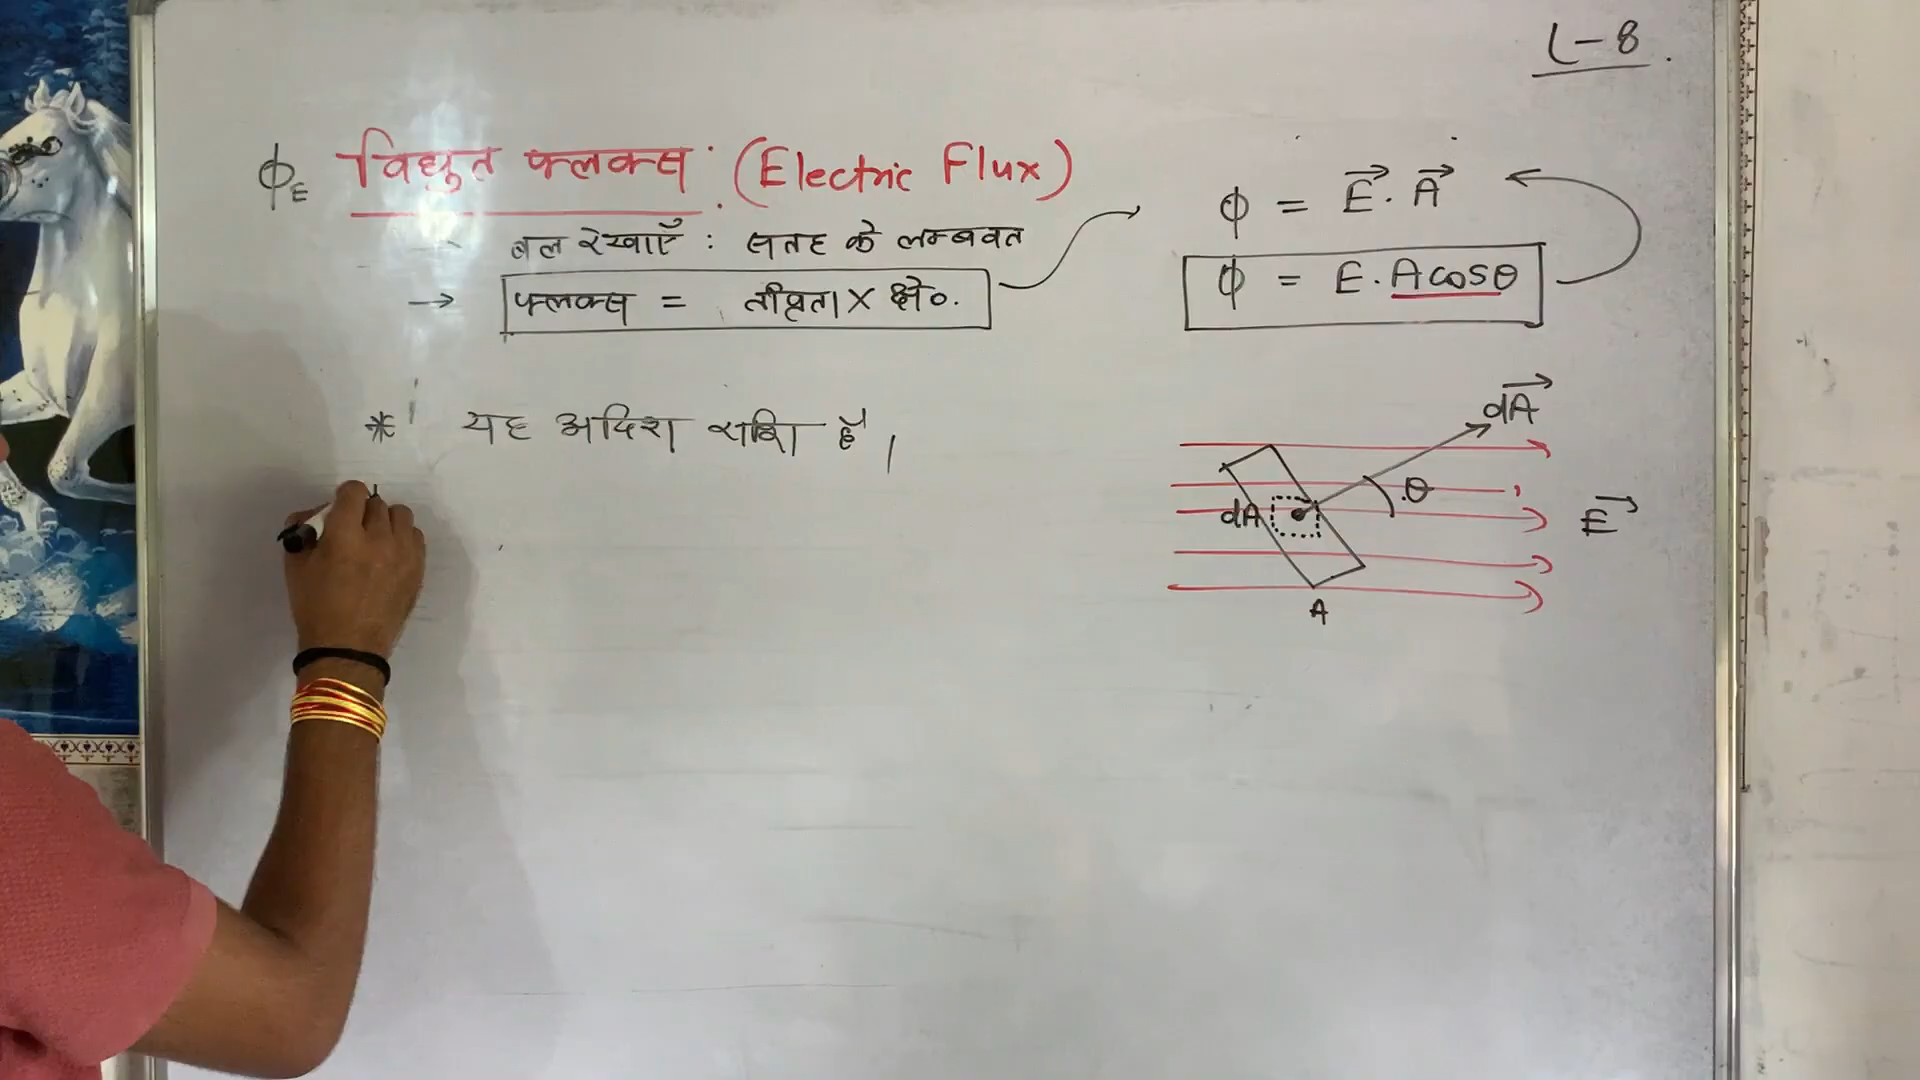 L-8.
ϕE विद्युत फ्लक्स : (Electric Flux)
बल रेखाएँ : सतह के लम्बवत
→ फ्लक्स = तीव्रता × क्षे०.
ϕ = E⃗ . A⃗
ϕ = E . A cosθ
* यह अदिश राशि है।
dA⃗
θ
dA
E⃗
A